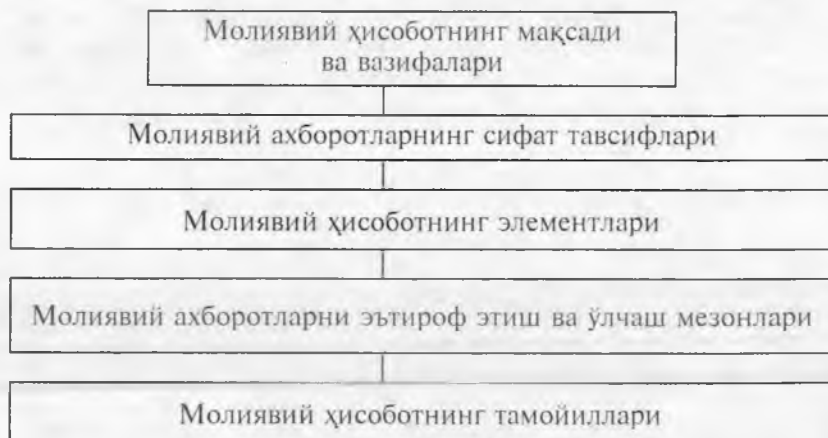 Молиявий ҳисоботнинг мақсади
ва вазифалари
Молиявий ахборотларнинг сифат тавсифлари
Молиявий ҳисоботнинг элементлари
Молиявий ахборотларни эътироф этиш ва ўлчаш мезонлари
Молиявий ҳисоботнинг тамойиллари